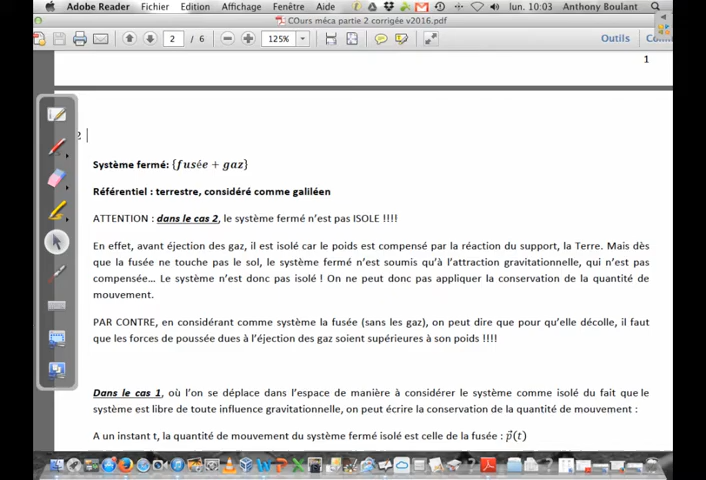 Adobe Reader Fichier Edition Affichage Fenêtre Aide lun. 10:03 Anthony Boulant
COurs méca partie 2 corrigée v2016.pdf
2 / 6 125% Outils
1
2
Système fermé: {fusée + gaz}
Référentiel : terrestre, considéré comme galiléen
ATTENTION : dans le cas 2, le système fermé n'est pas ISOLE !!!!
En effet, avant éjection des gaz, il est isolé car le poids est compensé par la réaction du support, la Terre. Mais dès
que la fusée ne touche pas le sol, le système fermé n'est soumis qu'à l'attraction gravitationnelle, qui n'est pas
compensée... Le système n'est donc pas isolé ! On ne peut donc pas appliquer la conservation de la quantité de
mouvement.
PAR CONTRE, en considérant comme système la fusée (sans les gaz), on peut dire que pour qu'elle décolle, il faut
que les forces de poussée dues à l'éjection des gaz soient supérieures à son poids !!!!
Dans le cas 1, où l'on se déplace dans l'espace de manière à considérer le système comme isolé du fait que le
système est libre de toute influence gravitationnelle, on peut écrire la conservation de la quantité de mouvement :
A un instant t, la quantité de mouvement du système fermé isolé est celle de la fusée : p⃗(t)